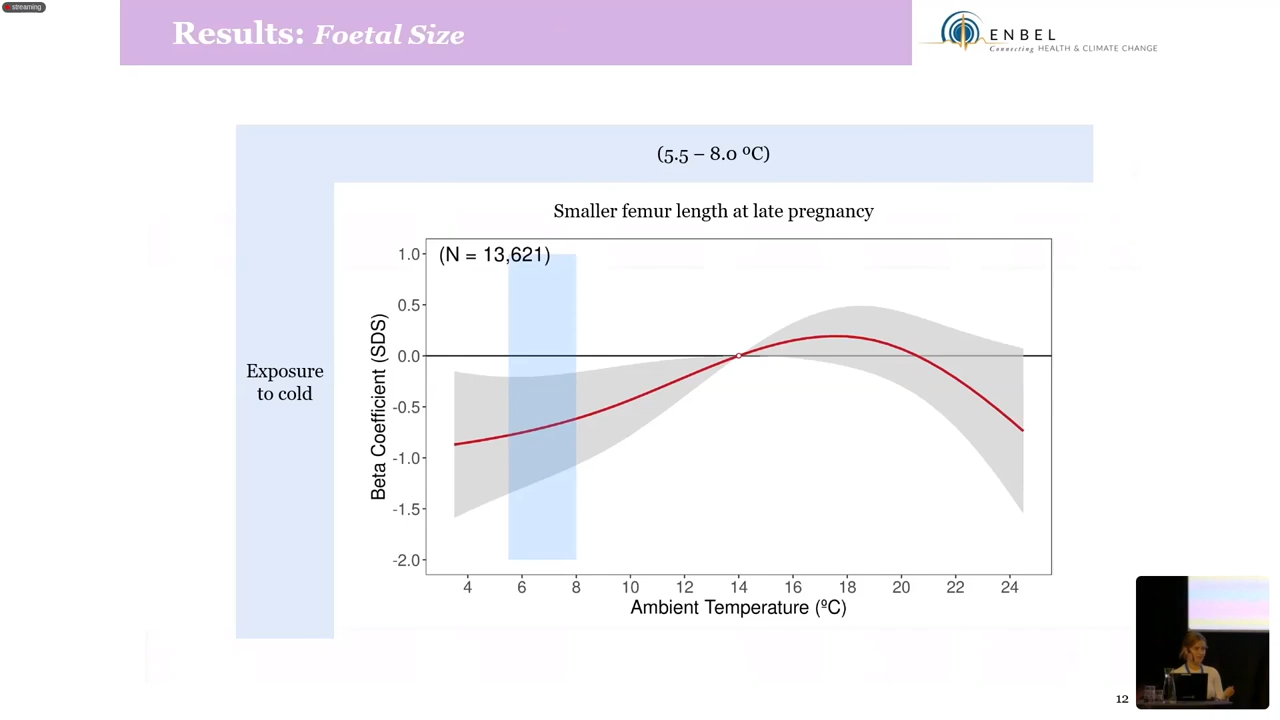 streaming
Results: Foetal Size
ENBEL
Connecting HEALTH & CLIMATE CHANGE
(5.5 – 8.0 ºC)
Exposure
to cold
Smaller femur length at late pregnancy
(N = 13,621)
Beta Coefficient (SDS)
1.0
0.5
0.0
-0.5
-1.0
-1.5
-2.0
4 6 8 10 12 14 16 18 20 22 24
Ambient Temperature (ºC)
12